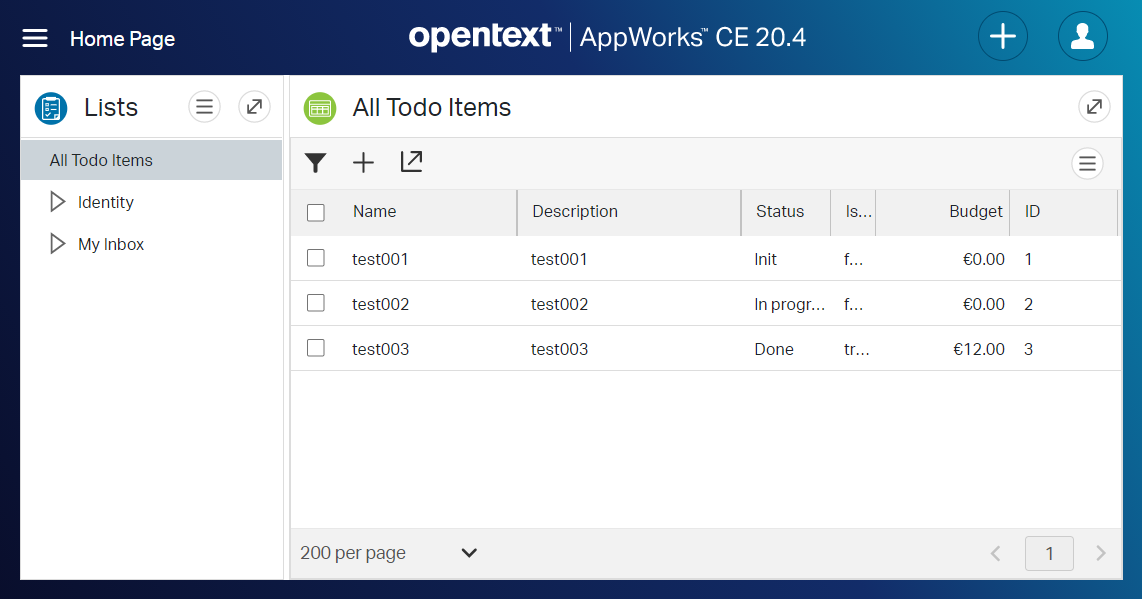 Home Page
opentext™ | AppWorks™ CE 20.4
Lists
All Todo Items
Identity
My Inbox
All Todo Items
Name Description Status Is... Budget ID
test001 test001 Init f... €0.00 1
test002 test002 In progr... f... €0.00 2
test003 test003 Done tr... €12.00 3
200 per page
1